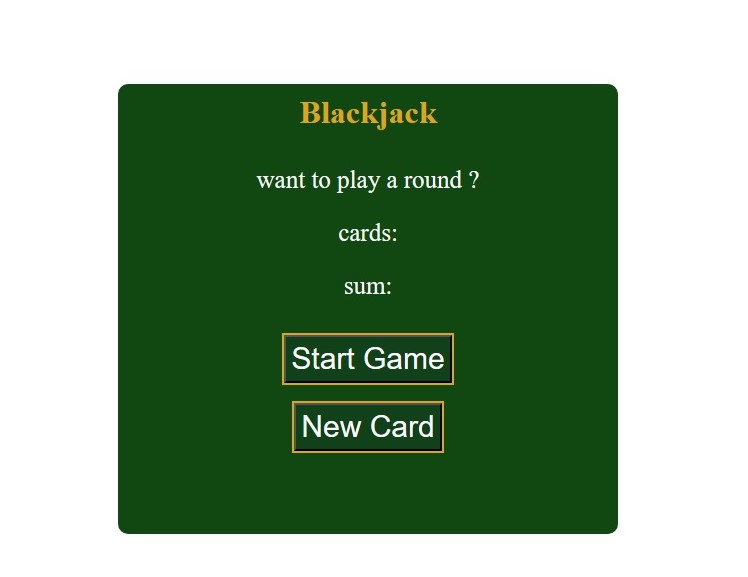 Blackjack
want to play a round ?
cards:
sum:
Start Game
New Card